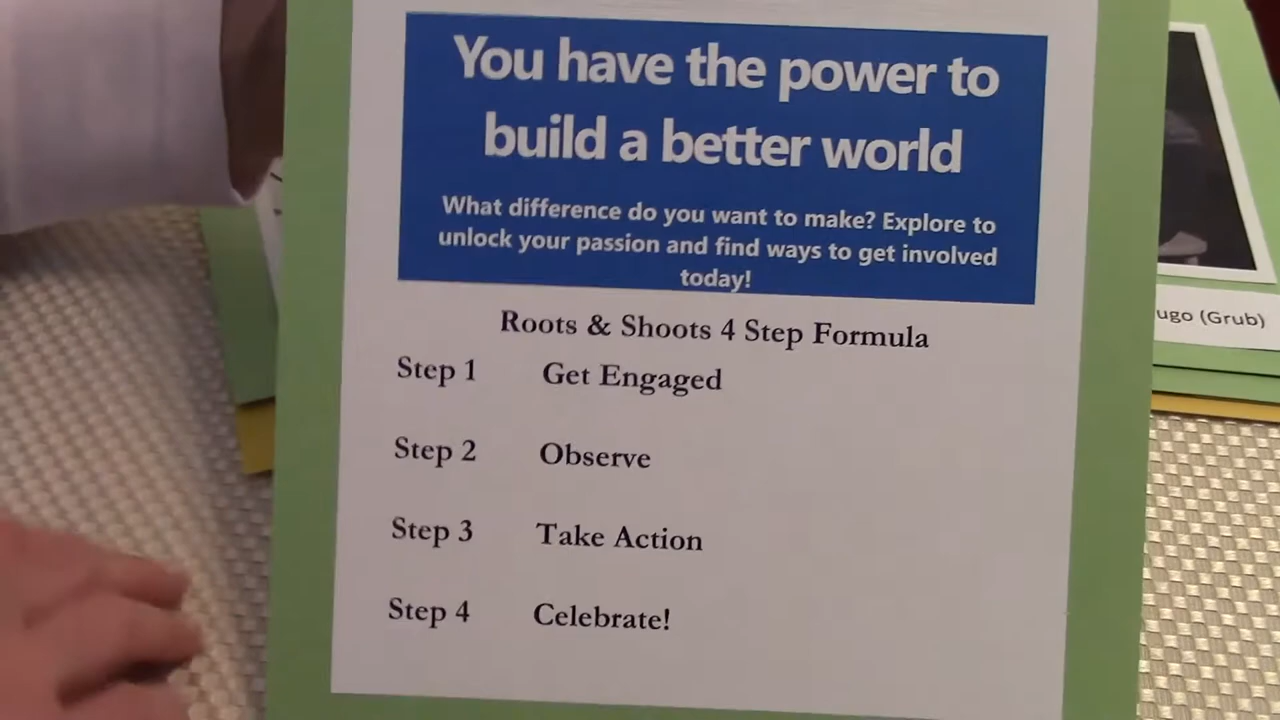 You have the power to
build a better world
What difference do you want to make? Explore to
unlock your passion and find ways to get involved
today!
Roots & Shoots 4 Step Formula
Step 1 Get Engaged
Step 2 Observe
Step 3 Take Action
Step 4 Celebrate!
ugo (Grub)